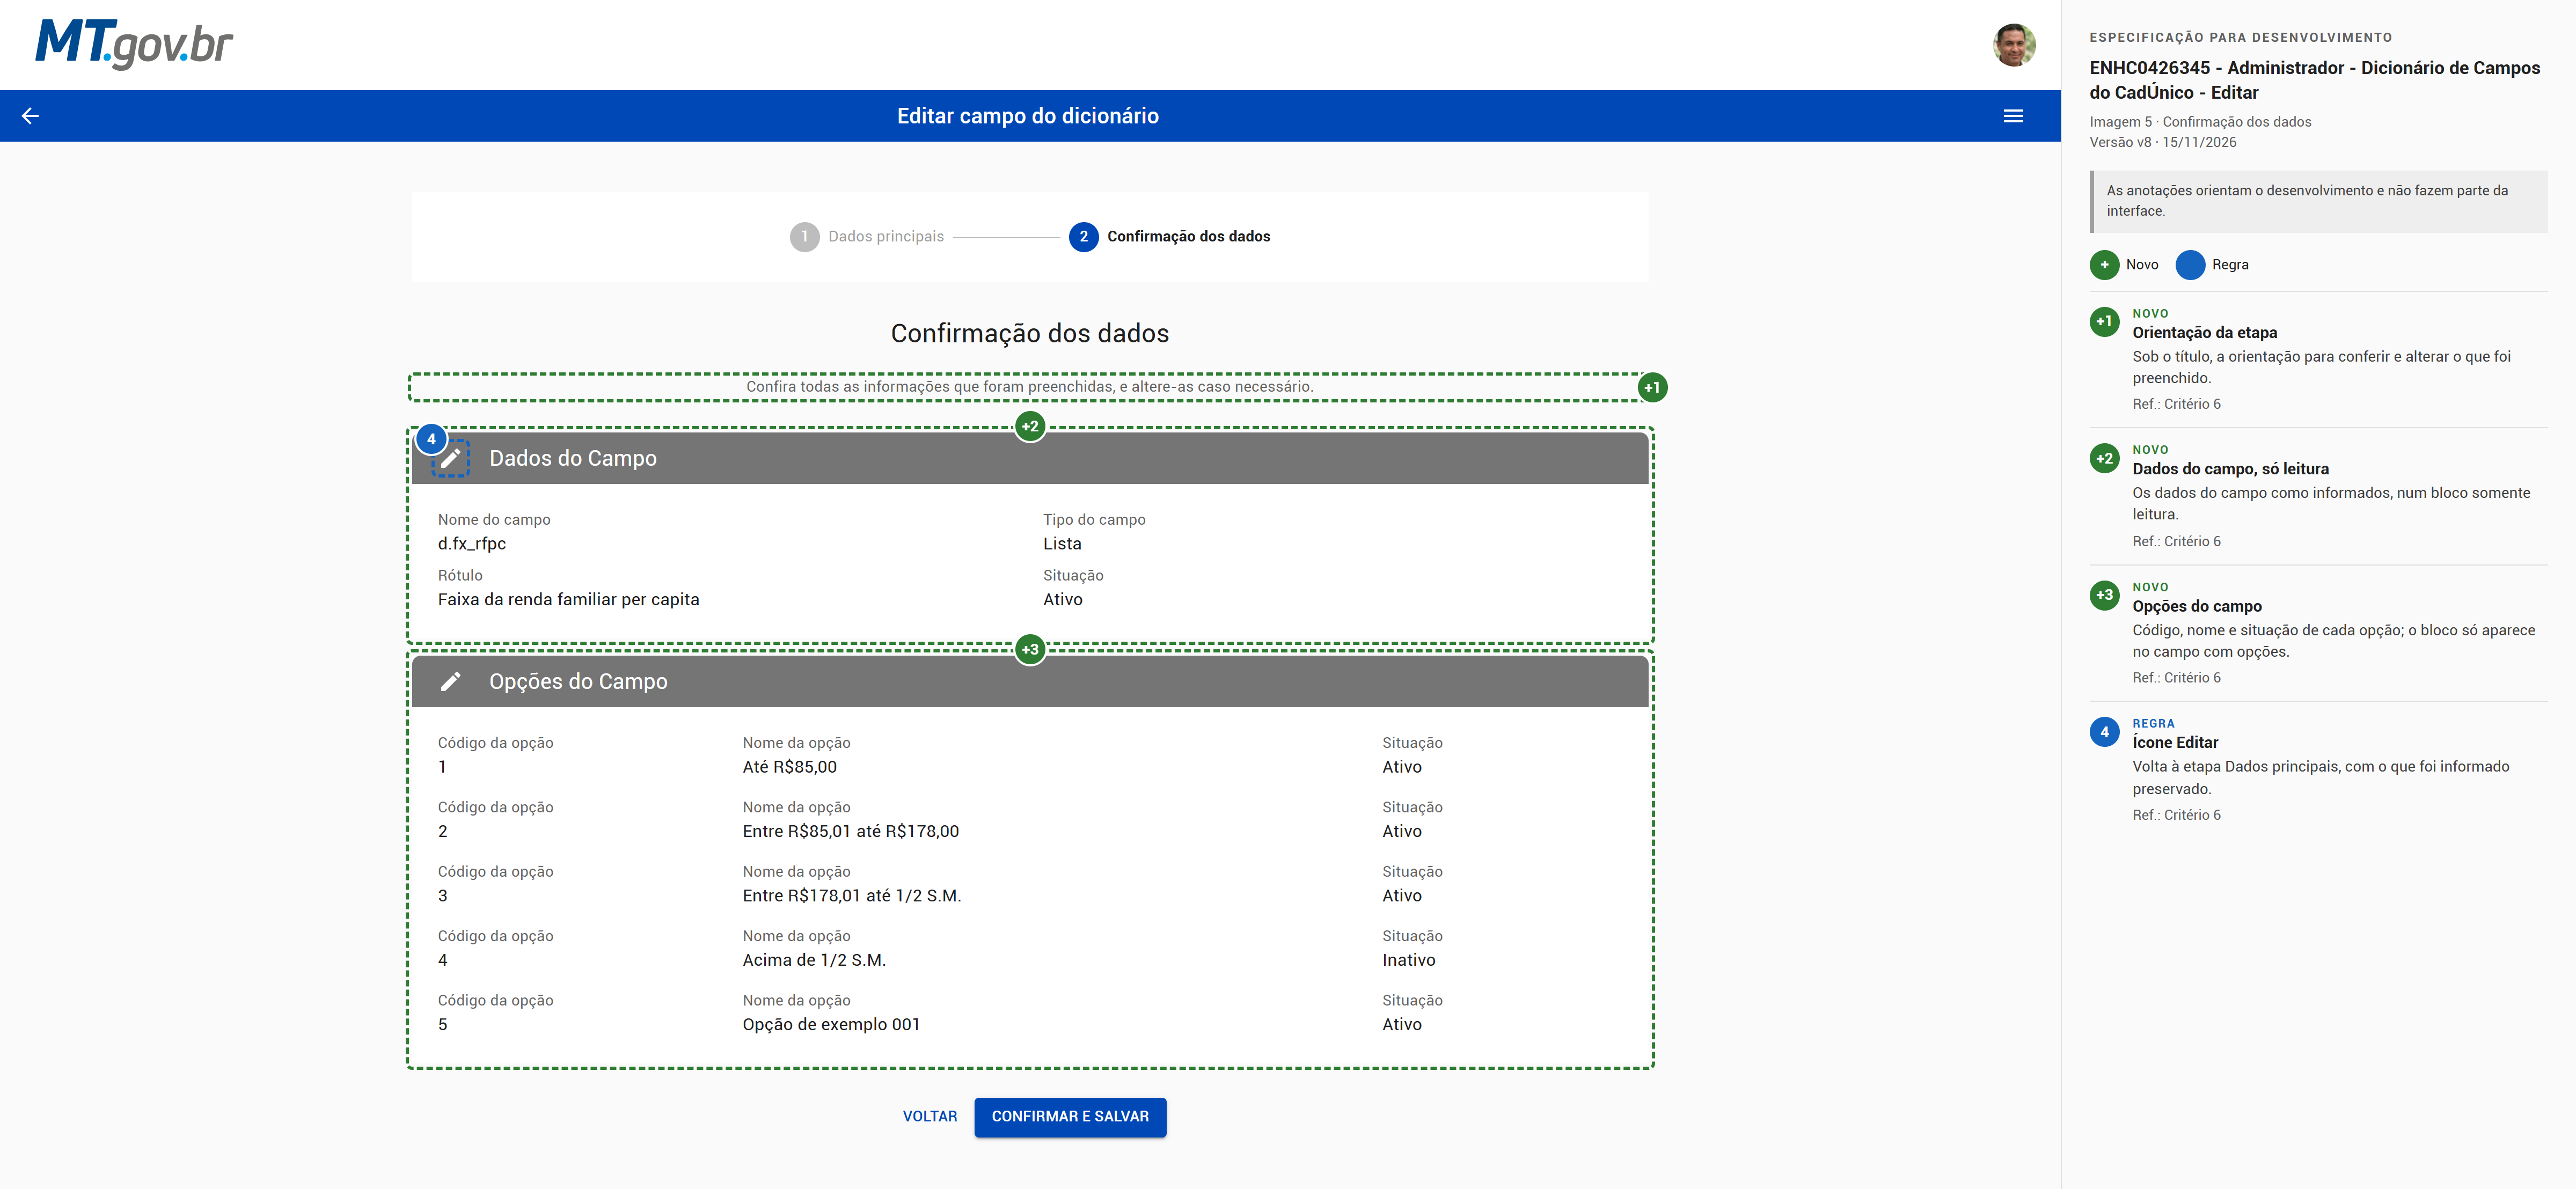 MT.gov.br
Editar campo do dicionário
1 Dados principais
2 Confirmação dos dados
Confirmação dos dados
Confira todas as informações que foram preenchidas, e altere-as caso necessário.
+1
+2
4
Dados do Campo
Nome do campo
d.fx_rfpc
Tipo do campo
Lista
Rótulo
Faixa da renda familiar per capita
Situação
Ativo
+3
Opções do Campo
Código da opção
1
Nome da opção
Até R$85,00
Situação
Ativo
Código da opção
2
Nome da opção
Entre R$85,01 até R$178,00
Situação
Ativo
Código da opção
3
Nome da opção
Entre R$178,01 até 1/2 S.M.
Situação
Ativo
Código da opção
4
Nome da opção
Acima de 1/2 S.M.
Situação
Inativo
Código da opção
5
Nome da opção
Opção de exemplo 001
Situação
Ativo
VOLTAR
CONFIRMAR E SALVAR
ESPECIFICAÇÃO PARA DESENVOLVIMENTO
ENHC0426345 - Administrador - Dicionário de Campos
do CadÚnico - Editar
Imagem 5 · Confirmação dos dados
Versão v8 · 15/11/2026
As anotações orientam o desenvolvimento e não fazem parte da
interface.
+ Novo
Regra
+1
NOVO
Orientação da etapa
Sob o título, a orientação para conferir e alterar o que foi
preenchido.
Ref.: Critério 6
+2
NOVO
Dados do campo, só leitura
Os dados do campo como informados, num bloco somente
leitura.
Ref.: Critério 6
+3
NOVO
Opções do campo
Código, nome e situação de cada opção; o bloco só aparece
no campo com opções.
Ref.: Critério 6
4
REGRA
Ícone Editar
Volta à etapa Dados principais, com o que foi informado
preservado.
Ref.: Critério 6